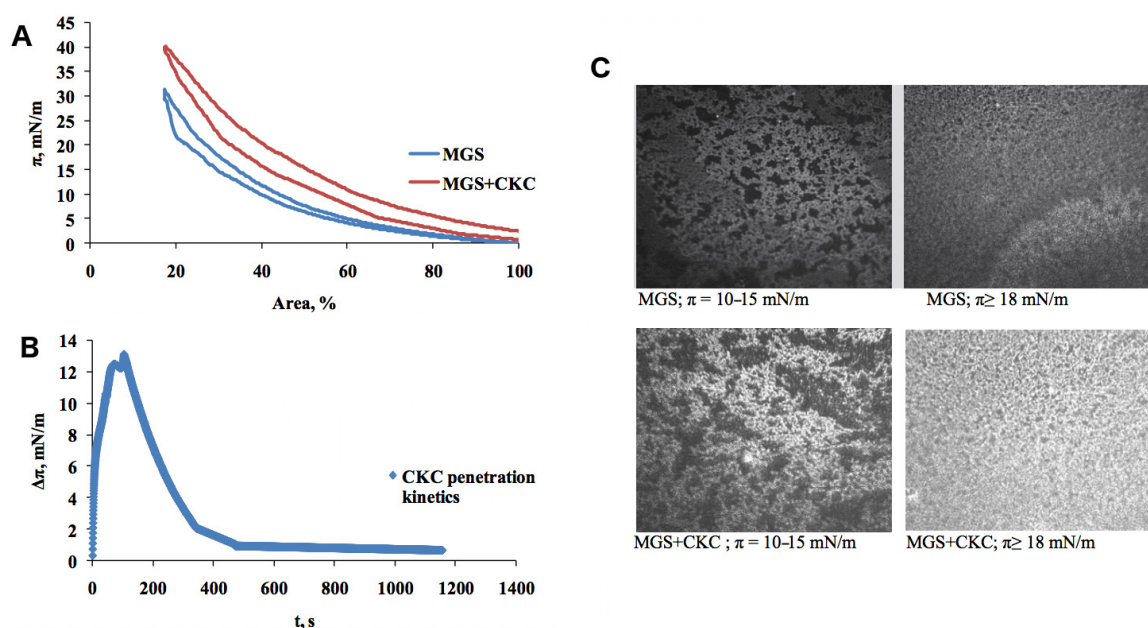 A
45
40
35
30
25
20
15
10
5
0
π, mN/m
MGS
MGS+CKC
0 20 40 60 80 100
Area, %
B
14
12
10
8
6
4
2
0
Δπ, mN/m
CKC penetration
kinetics
0 200 400 600 800 1000 1200 1400
t, s
C
MGS; π = 10–15 mN/m
MGS; π≥ 18 mN/m
MGS+CKC ; π = 10–15 mN/m
MGS+CKC; π≥ 18 mN/m